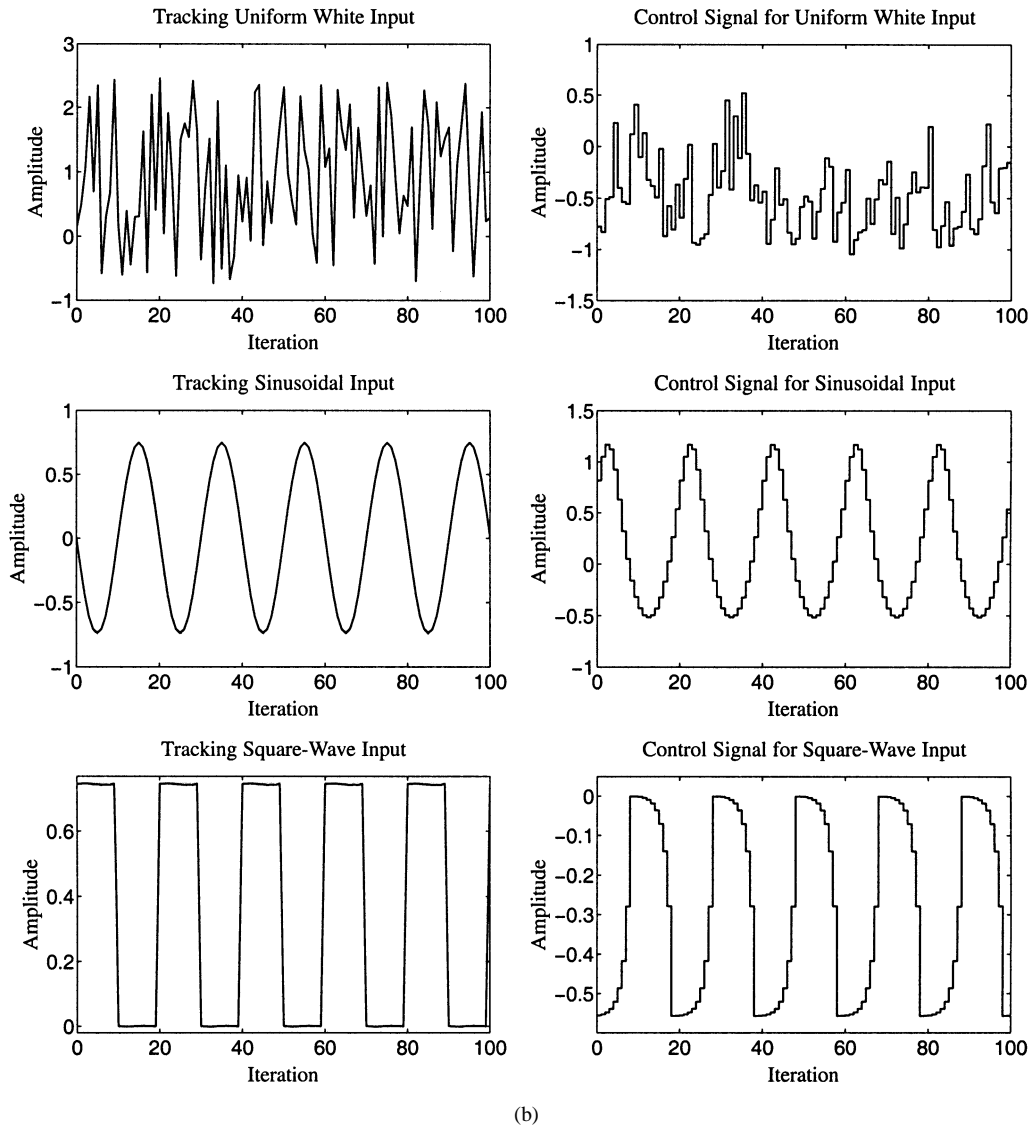 Tracking Uniform White Input
Amplitude
3
2
1
0
−1
0 20 40 60 80 100
Iteration
Control Signal for Uniform White Input
Amplitude
1
0.5
0
−0.5
−1
−1.5
0 20 40 60 80 100
Iteration
Tracking Sinusoidal Input
Amplitude
1
0.5
0
−0.5
−1
0 20 40 60 80 100
Iteration
Control Signal for Sinusoidal Input
Amplitude
1.5
1
0.5
0
−0.5
−1
0 20 40 60 80 100
Iteration
Tracking Square-Wave Input
Amplitude
0.6
0.4
0.2
0
0 20 40 60 80 100
Iteration
Control Signal for Square-Wave Input
Amplitude
0
−0.1
−0.2
−0.3
−0.4
−0.5
0 20 40 60 80 100
Iteration
(b)